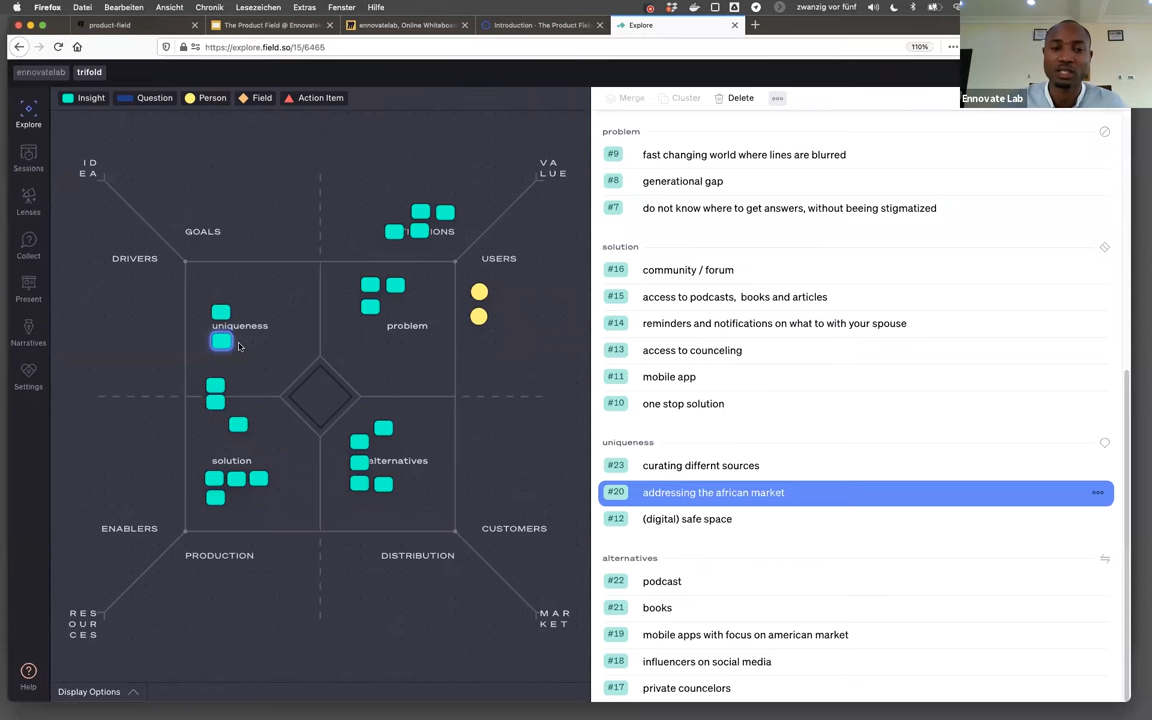 Firefox Datei Bearbeiten Ansicht Chronik Lesezeichen Extras Fenster Hilfe zwanzig vor fünf
product-field
The Product Field @ Ennovatel
ennovatelab, Online Whiteboar
Introduction · The Product Fiel
Explore
https://explore.field.so/15/6465
110%
ennovatelab trifold
Insight Question Person Field Action Item
Merge Cluster Delete
Ennovate Lab
Explore
Sessions
Lenses
Collect
Present
Narratives
Settings
Help
ID
EA
VA
LUE
GOALS
IONS
DRIVERS
USERS
uniqueness
problem
solution
alternatives
ENABLERS
CUSTOMERS
PRODUCTION
DISTRIBUTION
RES
OUR
CES
MAR
KET
Display Options
problem
#9 fast changing world where lines are blurred
#8 generational gap
#7 do not know where to get answers, without beeing stigmatized
solution
#16 community / forum
#15 access to podcasts, books and articles
#14 reminders and notifications on what to with your spouse
#13 access to counceling
#11 mobile app
#10 one stop solution
uniqueness
#23 curating differnt sources
#20 addressing the african market
#12 (digital) safe space
alternatives
#22 podcast
#21 books
#19 mobile apps with focus on american market
#18 influencers on social media
#17 private councelors